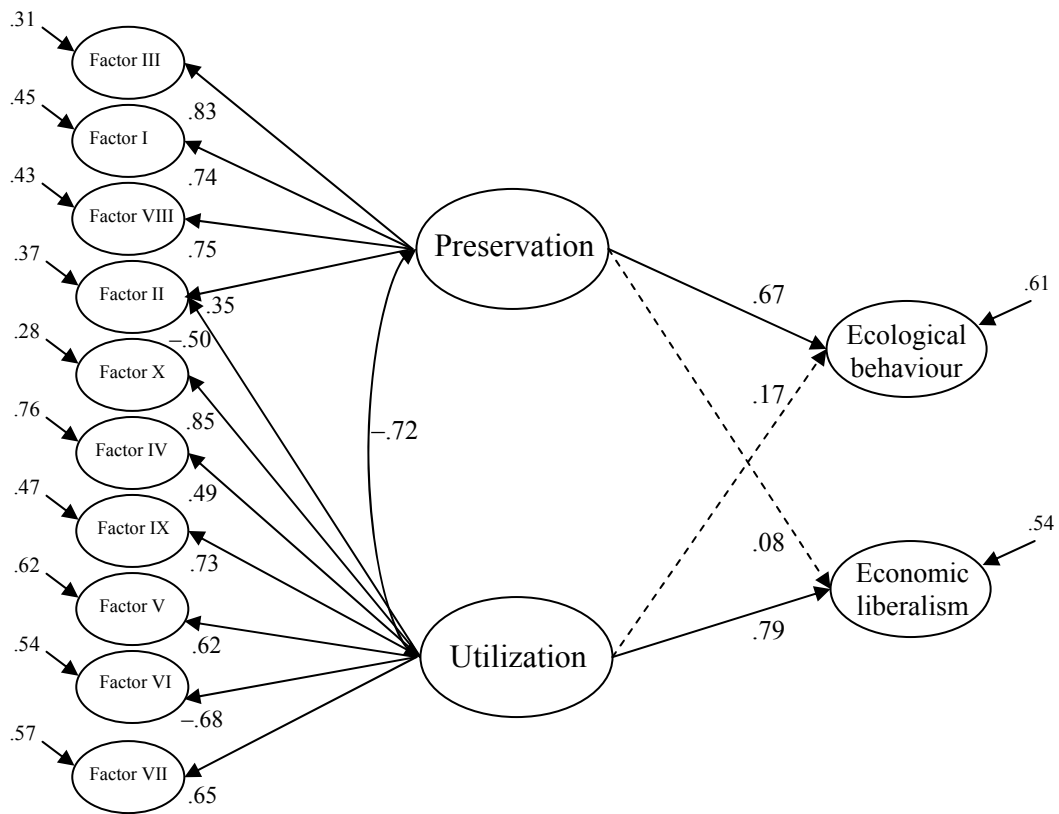 .31
Factor III
.83
.45
Factor I
.74
.43
Factor VIII
.75
.37
Factor II
.35
–.50
.28
Factor X
.85
.76
Factor IV
.49
.47
Factor IX
.73
.62
Factor V
.62
.54
Factor VI
–.68
.57
Factor VII
.65
Preservation
–.72
Utilization
.67
.17
.08
.79
.61
Ecological
behaviour
.54
Economic
liberalism